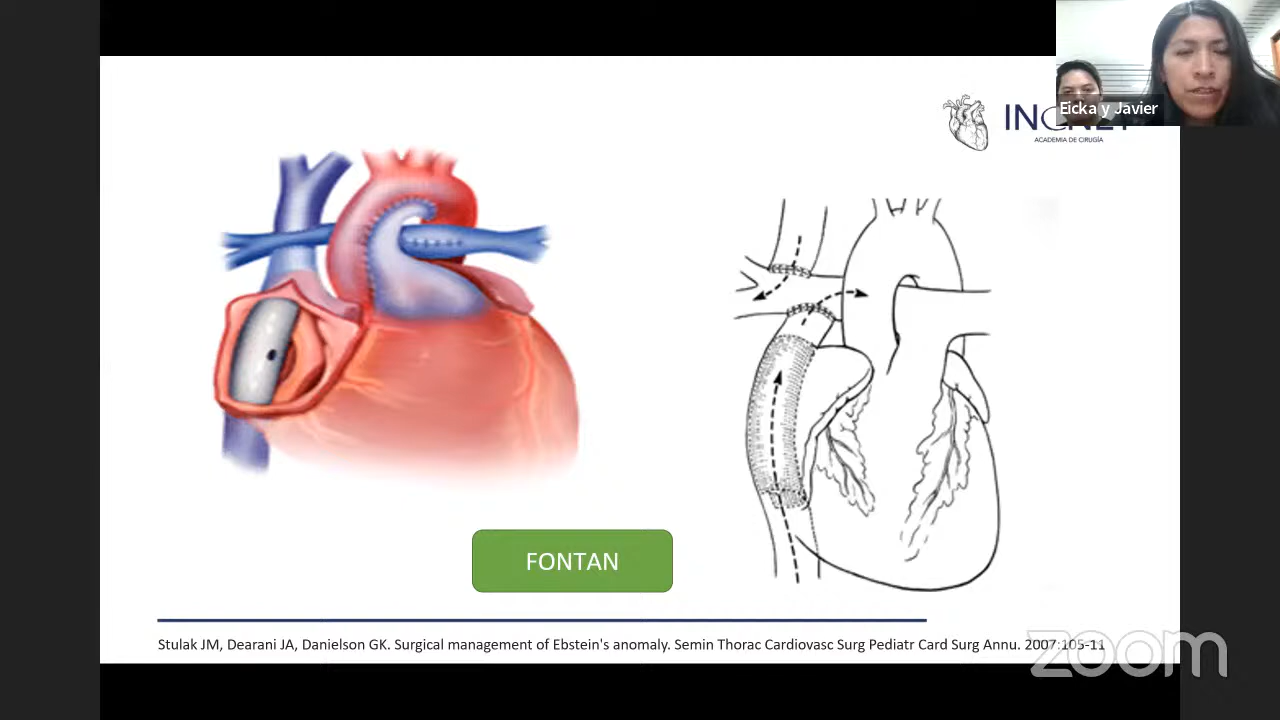 Eicka y Javier
ACADEMIA DE CIRUGÍA
FONTAN
Stulak JM, Dearani JA, Danielson GK. Surgical management of Ebstein's anomaly. Semin Thorac Cardiovasc Surg Pediatr Card Surg Annu. 2007:105-11
zoom